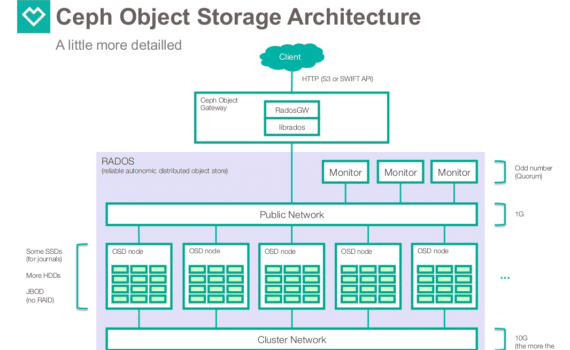 Ceph Object Storage Architecture
A little more detailled
Client
HTTP (S3 or SWIFT API)
Ceph Object
Gateway
RadosGW
librados
RADOS
(reliable autonomic distributed object store)
Monitor
Monitor
Monitor
Odd number
(Quorum)
Public Network
1G
Some SSDs
(for journals)
More HDDs
JBOD
(no RAID)
OSD node
OSD node
OSD node
OSD node
OSD node
...
Cluster Network
10G
(the more the